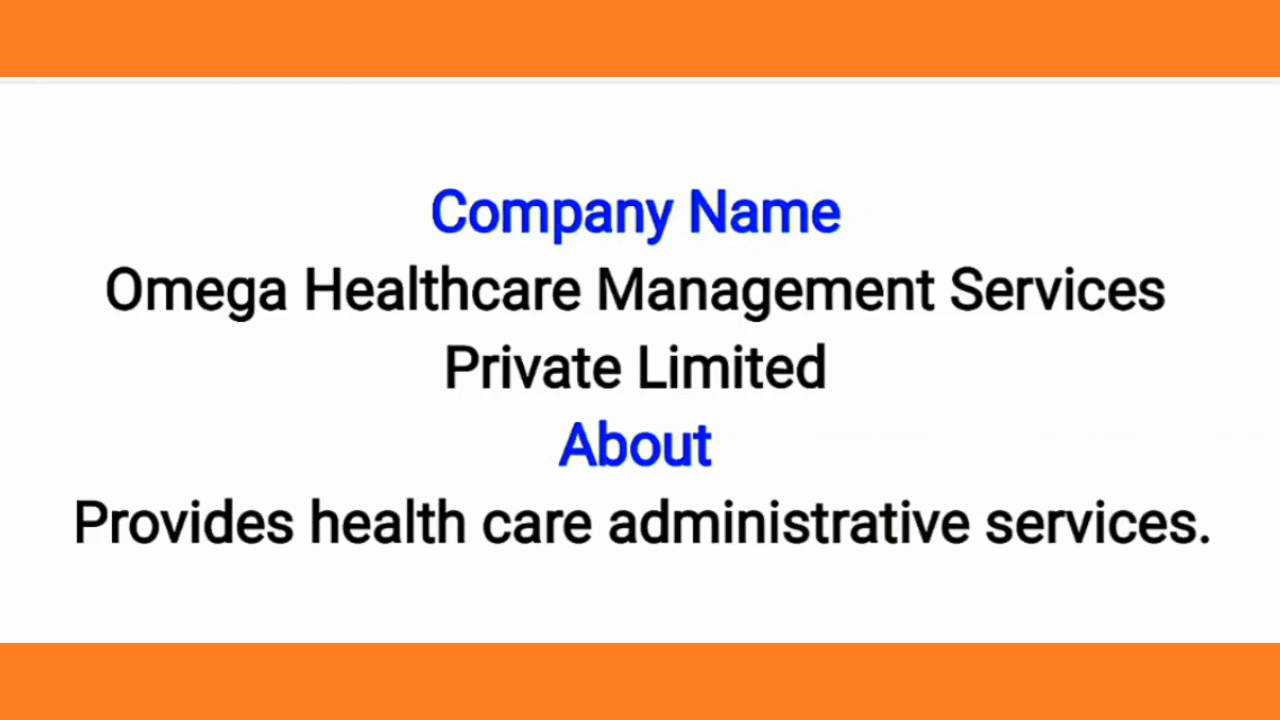 Company Name
Omega Healthcare Management Services
Private Limited
About
Provides health care administrative services.